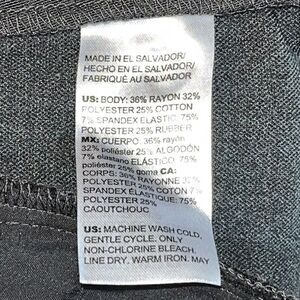 MADE IN EL SALVADOR/
HECHO EN EL SALVADOR/
FABRIQUÉ AU SALVADOR
US: BODY: 36% RAYON 32%
POLYESTER 25% COTTON
7% SPANDEX ELASTIC: 75%
POLYESTER 25% RUBBER
MX: CUERPO: 36% rayón
32% poliéster 25% ALGODÓN
7% elastano ELÁSTICO: 75%
poliéster 25% goma CA:
CORPS: 36% RAYONNE 32%
POLYESTER 25% COTON
7% SPANDEX ÉLASTIQUE: 75%
POLYESTER 25%
CAOUTCHOUC
US: MACHINE WASH COLD,
GENTLE CYCLE. ONLY
NON-CHLORINE BLEACH.
LINE DRY, WARM IRON. MAY